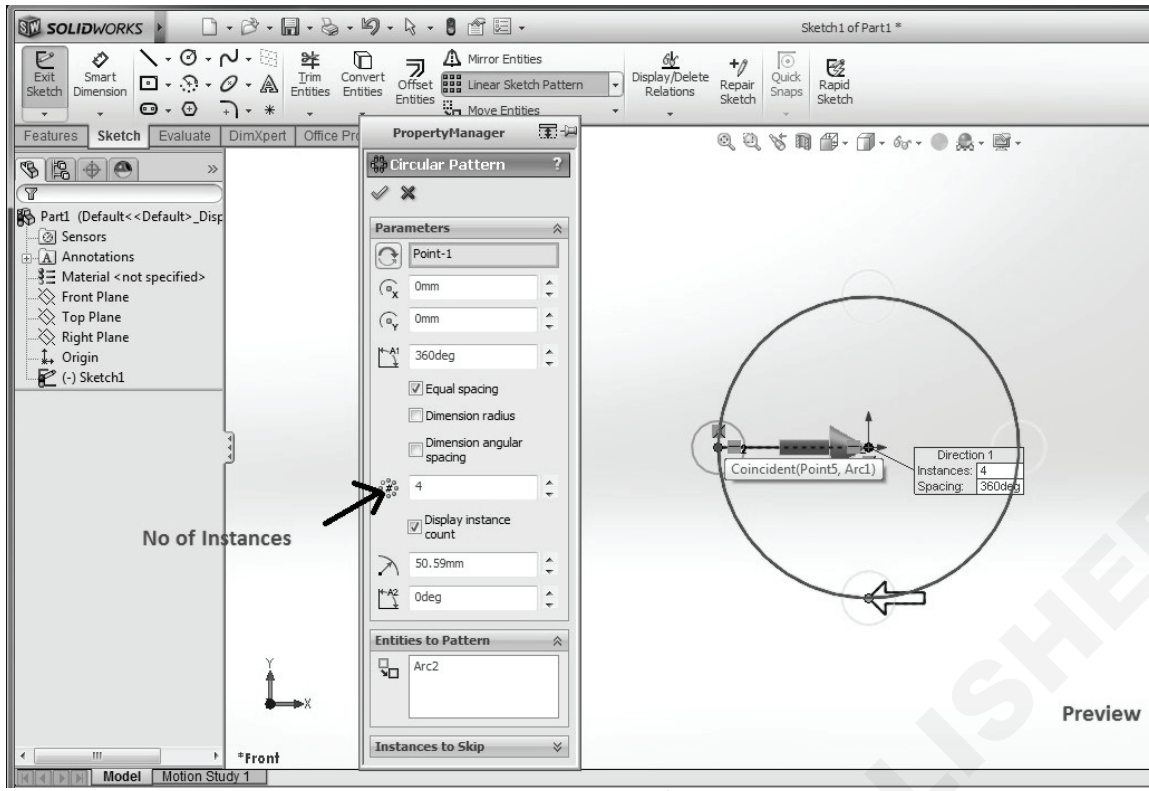 SOLIDWORKS
Sketch1 of Part1 *
Exit Sketch
Smart Dimension
Trim Entities
Convert Entities
Offset Entities
Mirror Entities
Linear Sketch Pattern
Move Entities
Display/Delete Relations
Repair Sketch
Quick Snaps
Rapid Sketch
Features Sketch Evaluate DimXpert Office Pr
PropertyManager
Circular Pattern ?
Parameters
Point-1
0mm
0mm
360deg
Equal spacing
Dimension radius
Dimension angular
spacing
4
Display instance
count
50.59mm
0deg
Entities to Pattern
Arc2
Instances to Skip
Part1 (Default<<Default>_Disp
Sensors
Annotations
Material <not specified>
Front Plane
Top Plane
Right Plane
Origin
(-) Sketch1
No of Instances
Coincident(Point5, Arc1)
Direction 1
Instances: 4
Spacing: 360deg
Y
X
*Front
Preview
Model Motion Study 1